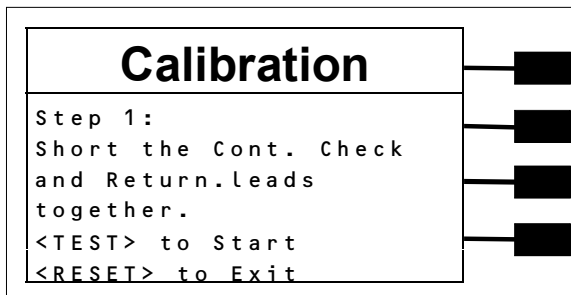 Calibration
Step 1:
Short the Cont. Check
and Return.leads
together.
<TEST> to Start
<RESET> to Exit